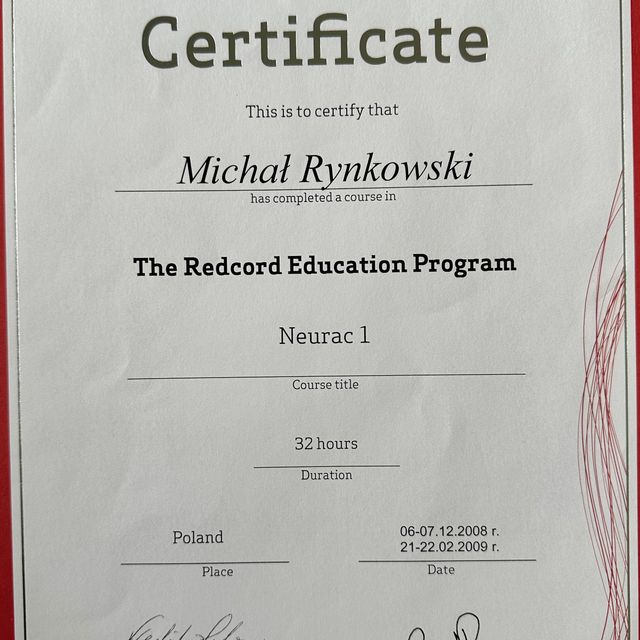 Certificate
This is to certify that
Michał Rynkowski
has completed a course in
The Redcord Education Program
Neurac 1
Course title
32 hours
Duration
Poland
Place
06-07.12.2008 r.
21-22.02.2009 r.
Date